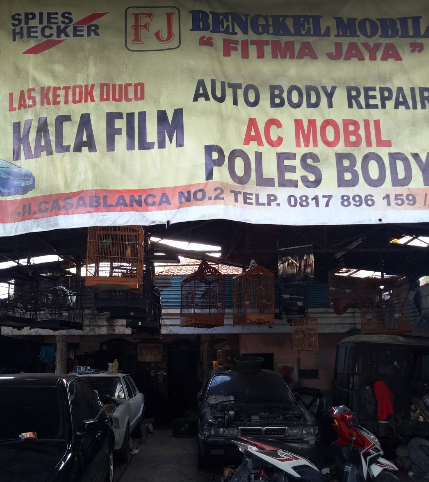 SPIES
HECKER
FJ
BENGKEL MOBIL
" FITMA JAYA "
LAS KETOK DUCO
KACA FILM
AUTO BODY REPAIR
AC MOBIL
POLES BODY
JL.CASABLANCA NO.2 TELP. 0817 896 159 /